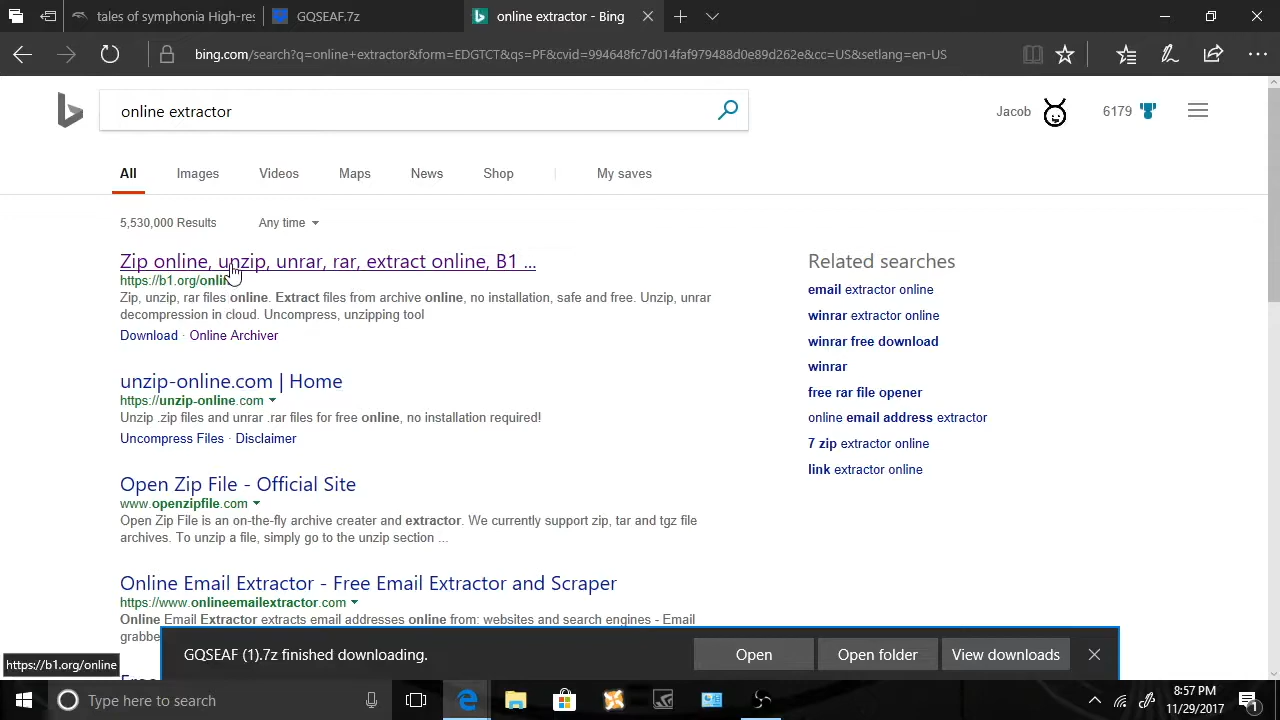 tales of symphonia High-res
GQSEAF.7z
online extractor - Bing
bing.com/search?q=online+extractor&form=EDGTCT&qs=PF&cvid=994648fc7d014faf979488d0e89d262e&cc=US&setlang=en-US
online extractor
Jacob
6179
All
Images
Videos
Maps
News
Shop
My saves
5,530,000 Results
Any time
Zip online, unzip, unrar, rar, extract online, B1 ...
https://b1.org/online
Zip, unzip, rar files online. Extract files from archive online, no installation, safe and free. Unzip, unrar
decompression in cloud. Uncompress, unzipping tool
Download · Online Archiver
unzip-online.com | Home
https://unzip-online.com
Unzip .zip files and unrar .rar files for free online, no installation required!
Uncompress Files · Disclaimer
Open Zip File - Official Site
www.openzipfile.com
Open Zip File is an on-the-fly archive creater and extractor. We currently support zip, tar and tgz file
archives. To unzip a file, simply go to the unzip section ...
Online Email Extractor - Free Email Extractor and Scraper
https://www.onlineemailextractor.com
Online Email Extractor extracts email addresses online from: websites and search engines - Email
grabbe
Related searches
email extractor online
winrar extractor online
winrar free download
winrar
free rar file opener
online email address extractor
7 zip extractor online
link extractor online
GQSEAF (1).7z finished downloading.
Open
Open folder
View downloads
https://b1.org/online
Type here to search
8:57 PM
11/29/2017
1